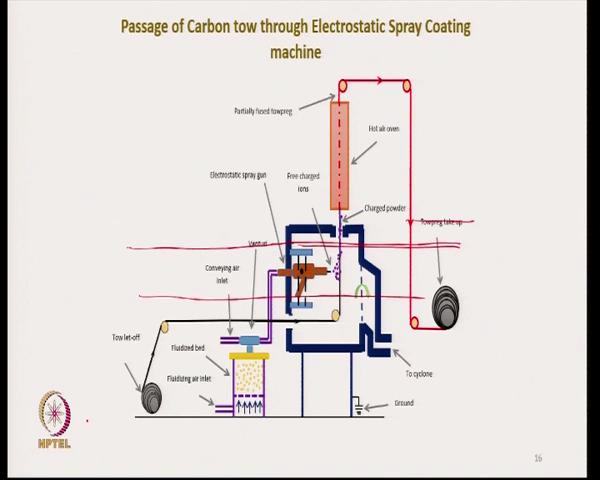 Passage of Carbon tow through Electrostatic Spray Coating
machine
Partially fused towpreg
Hot air oven
Electrostatic spray gun
Free charged
ions
Charged powder
Towpreg take up
Venturi
Conveying air
inlet
Tow let-off
Fluidized bed
Fluidizing air inlet
To cyclone
Ground
NPTEL
16